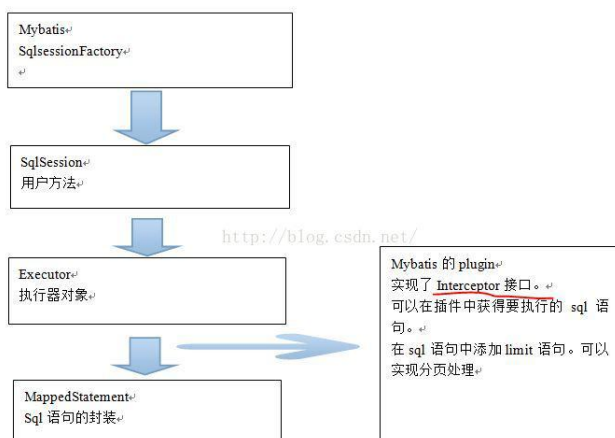 Mybatis
SqlsessionFactory
SqlSession
用户方法
http://blog.csdn.net/
Executor
执行器对象
Mybatis 的 plugin
实现了 Interceptor 接口。
可以在插件中获得要执行的 sql 语
句。
在 sql 语句中添加 limit 语句。可以
实现分页处理
MappedStatement
Sql 语句的封装